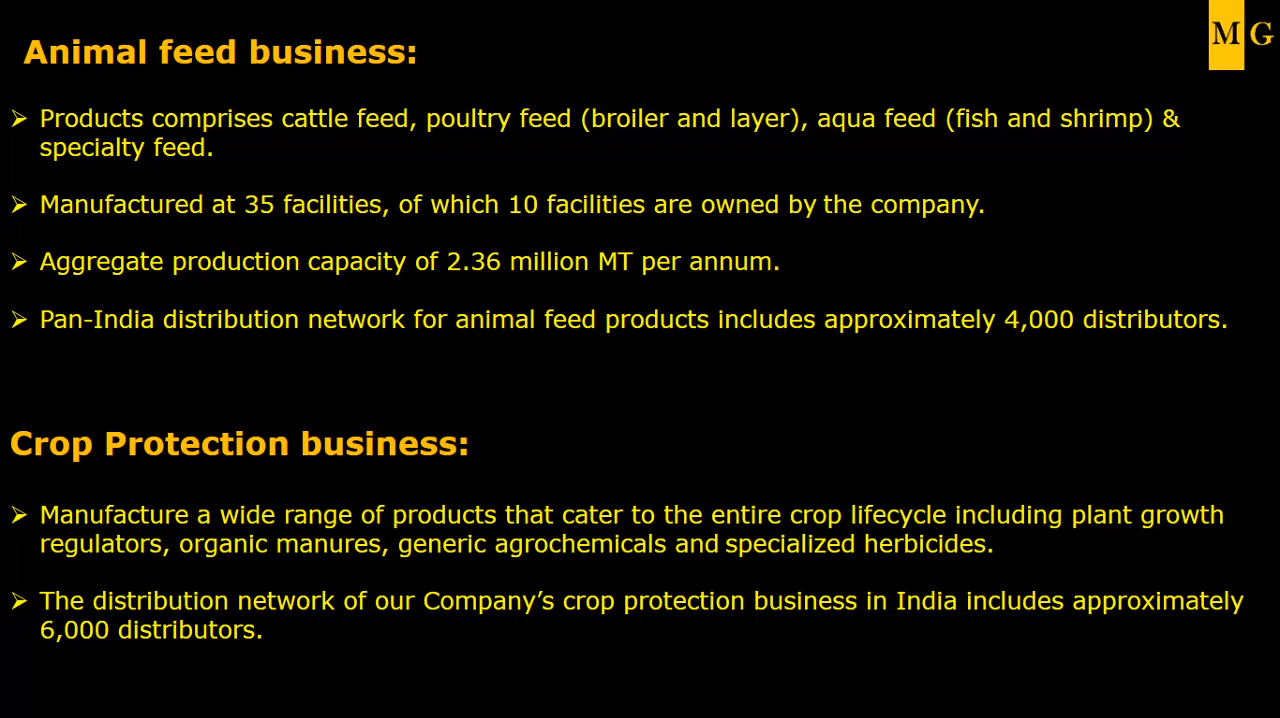 M G
Animal feed business:
➢ Products comprises cattle feed, poultry feed (broiler and layer), aqua feed (fish and shrimp) &
specialty feed.
➢ Manufactured at 35 facilities, of which 10 facilities are owned by the company.
➢ Aggregate production capacity of 2.36 million MT per annum.
➢ Pan-India distribution network for animal feed products includes approximately 4,000 distributors.
Crop Protection business:
➢ Manufacture a wide range of products that cater to the entire crop lifecycle including plant growth
regulators, organic manures, generic agrochemicals and specialized herbicides.
➢ The distribution network of our Company’s crop protection business in India includes approximately
6,000 distributors.